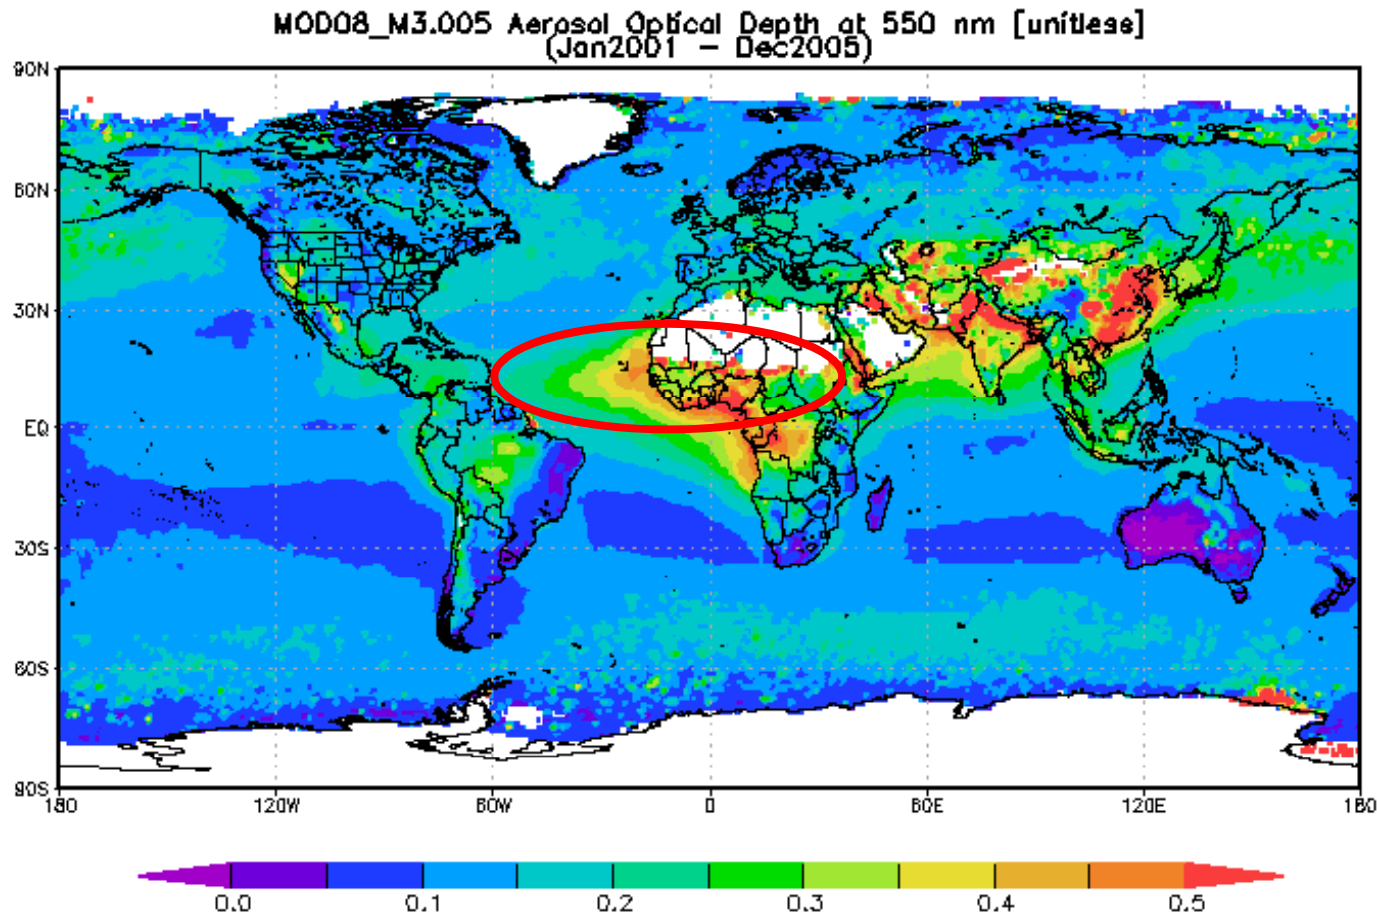 MOD08_M3.005 Aerosol Optical Depth at 550 nm [unitless]
(Jan2001 – Dec2005)
90N
60N
30N
EQ
30S
60S
90S
180 120W 60W 0 60E 120E 180
0.0 0.1 0.2 0.3 0.4 0.5